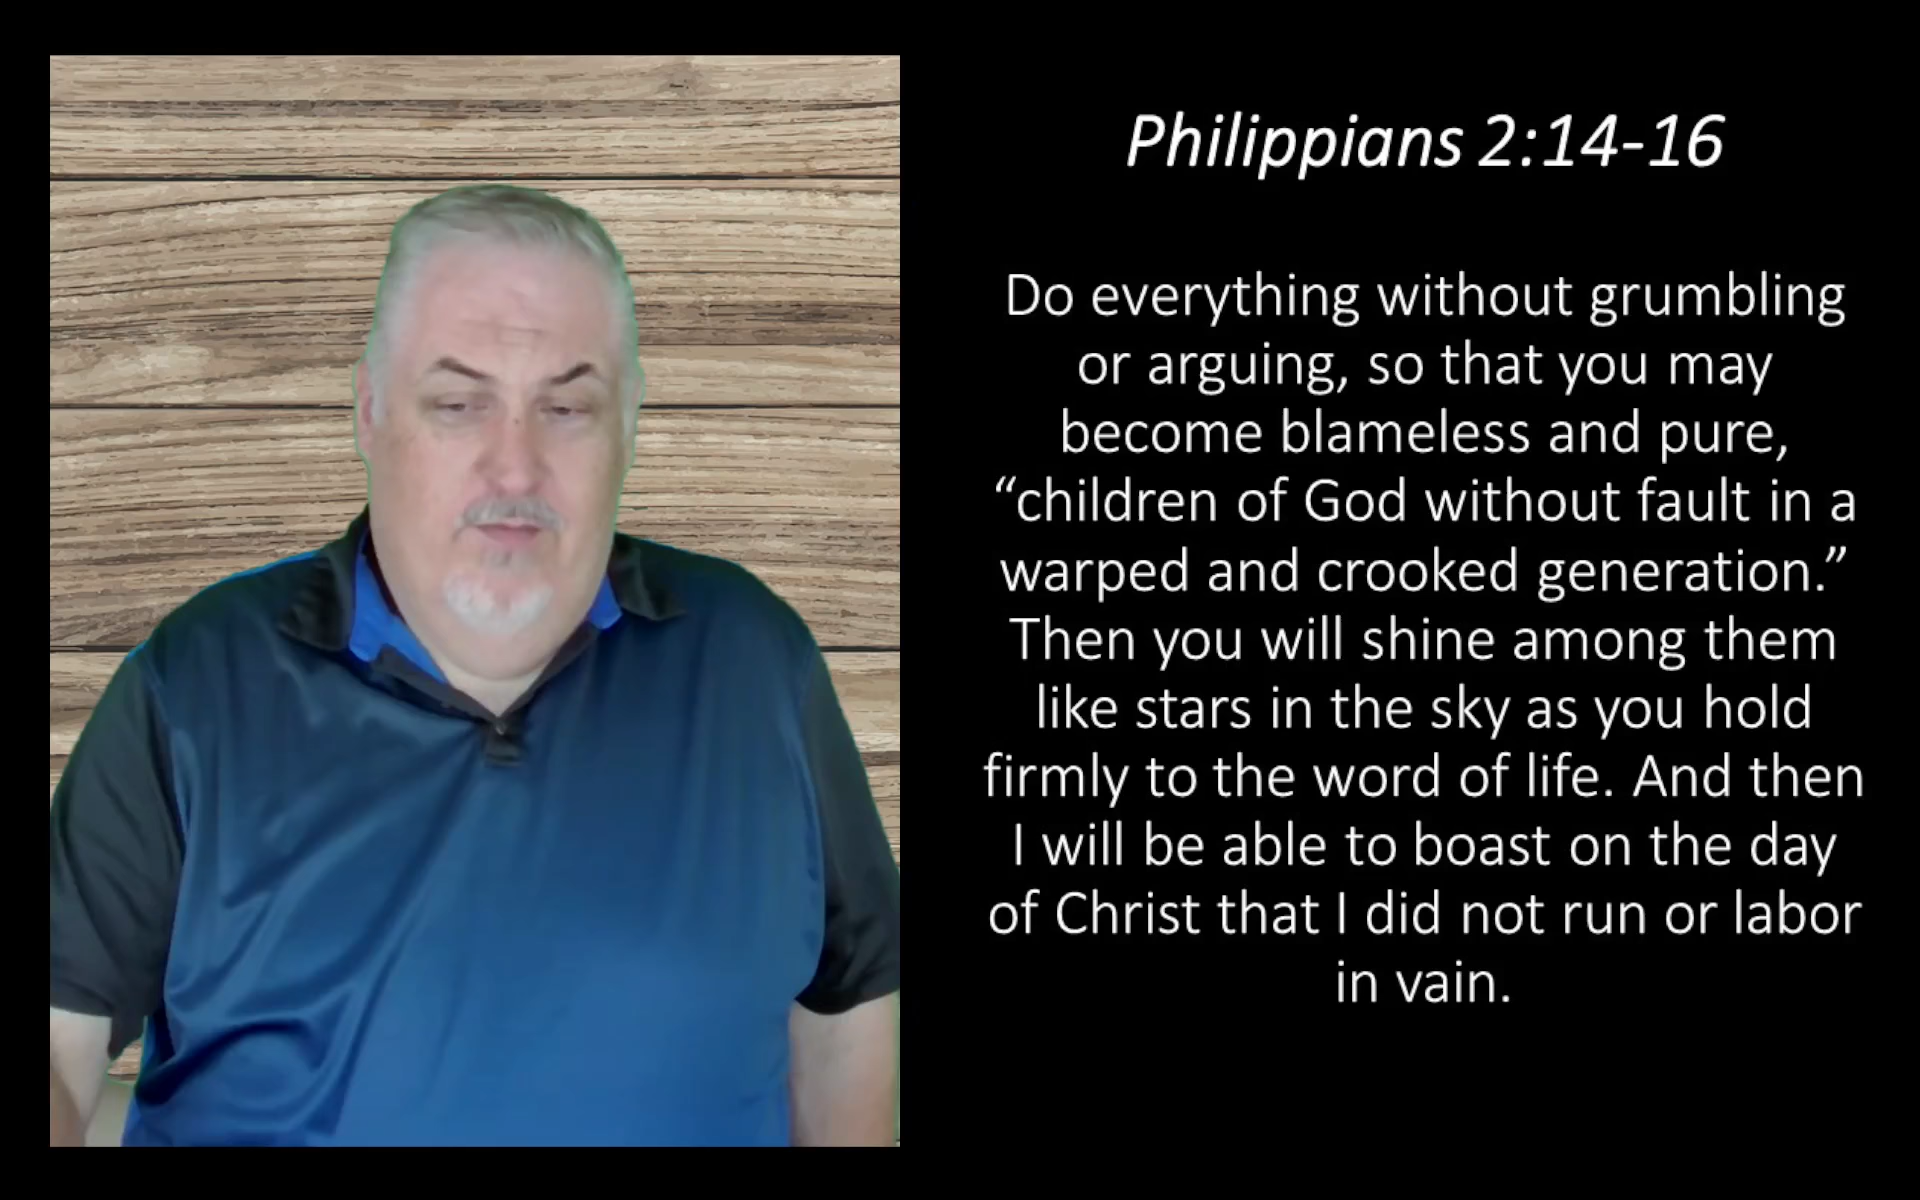 Philippians 2:14-16
Do everything without grumbling
or arguing, so that you may
become blameless and pure,
“children of God without fault in a
warped and crooked generation.”
Then you will shine among them
like stars in the sky as you hold
firmly to the word of life. And then
I will be able to boast on the day
of Christ that I did not run or labor
in vain.